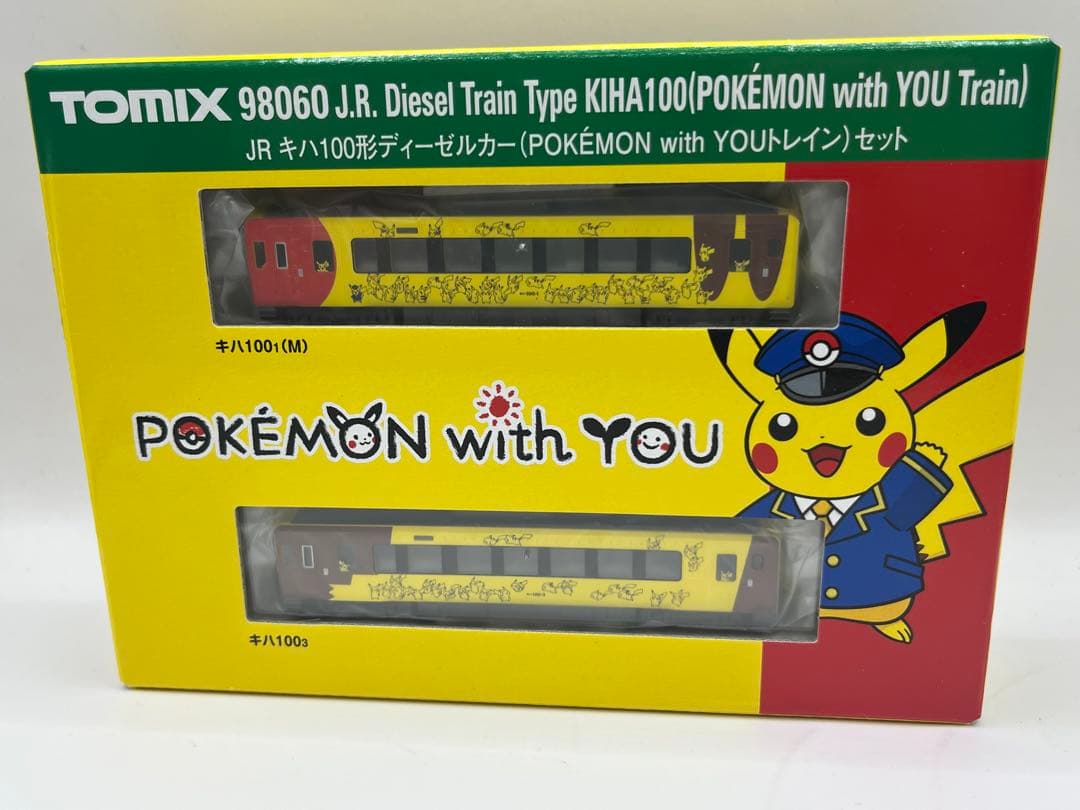 TOMIX 98060 J.R. Diesel Train Type KIHA100(POKÉMON with YOU Train)
JR キハ100形ディーゼルカー(POKÉMON with YOUトレイン)セット
キハ1001(M)
POKÉMON with YOU
キハ1003